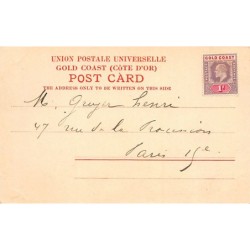 UNION POSTALE UNIVERSELLE
GOLD COAST (CÔTE D'OR)
POST CARD
THE ADDRESS ONLY TO BE WRITTEN ON THIS SIDE
GOLD COAST
M. Henri
47 rue de la Procession
Paris 15e